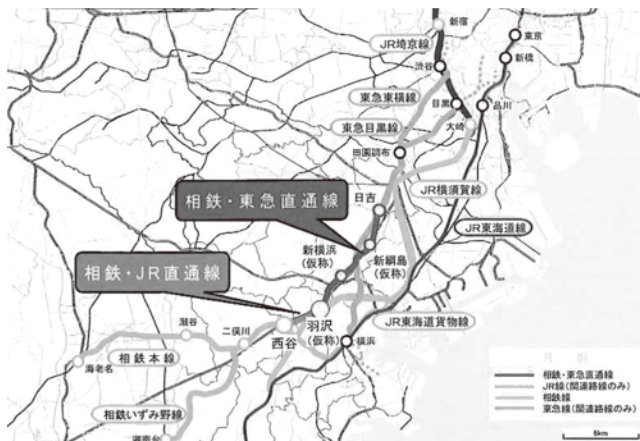 新宿
JR埼京線
東京
渋谷
新橋
東急東横線
目黒
品川
東急目黒線
大崎
田園調布
JR横須賀線
相鉄・東急直通線
日吉
JR東海道線
新横浜
(仮称)
新綱島
(仮称)
相鉄・JR直通線
羽沢
(仮称)
JR東海道貨物線
西谷
横浜
二俣川
瀬谷
相鉄本線
海老名
相鉄いずみ野線
湘南台
凡例
相鉄・東急直通線
JR線(関連路線のみ)
相鉄線
東急線(関連路線のみ)
5km